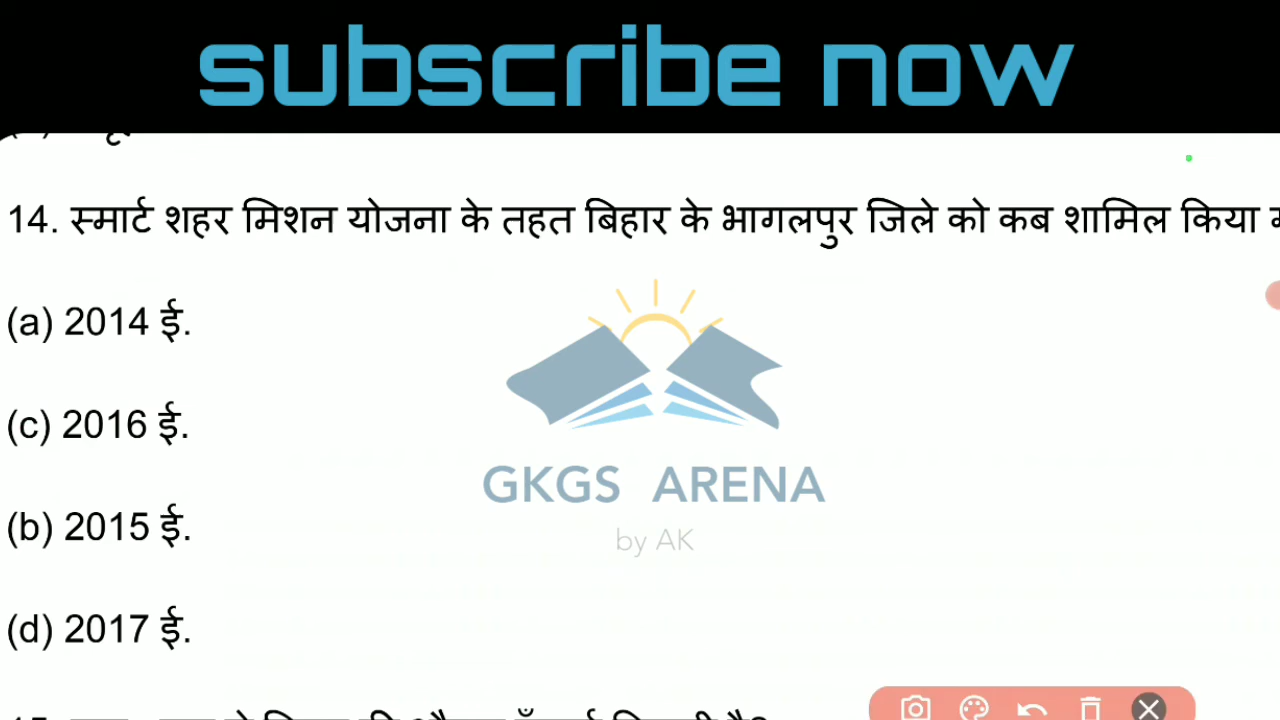 subscribe now
14. स्मार्ट शहर मिशन योजना के तहत बिहार के भागलपुर जिले को कब शामिल किया
(a) 2014 ई.
(c) 2016 ई.
(b) 2015 ई.
(d) 2017 ई.
GKGS ARENA
by AK